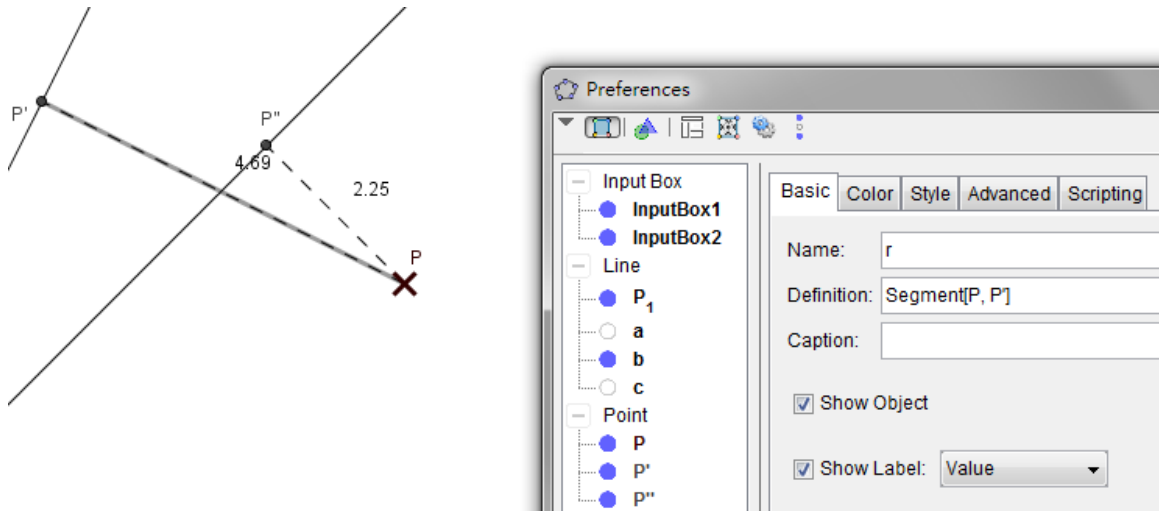 P'
P"
4.69
2.25
P
Preferences
Input Box
InputBox1
InputBox2
Line
P1
a
b
c
Point
P
P'
P"
Basic Color Style Advanced Scripting
Name: r
Definition: Segment[P, P']
Caption:
Show Object
Show Label: Value